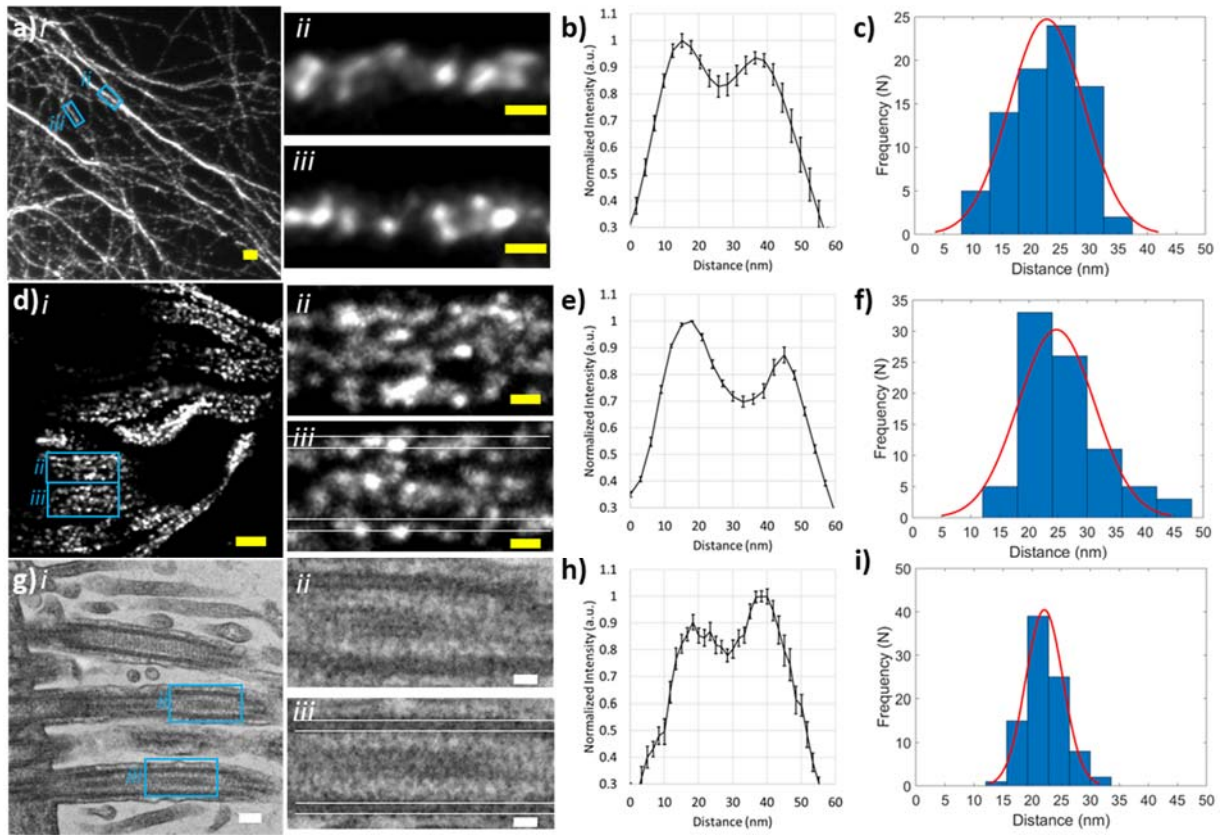 a) i
ii
iii
ii
iii
b)
Normalized Intensity (a.u.)
1.1
1
0.9
0.8
0.7
0.6
0.5
0.4
0.3
0 10 20 30 40 50 60
Distance (nm)
c)
Frequency (N)
25
20
15
10
5
0
0 5 10 15 20 25 30 35 40 45 50
Distance (nm)
d) i
ii
iii
ii
iii
e)
Normalized Intensity (a.u.)
1.1
1
0.9
0.8
0.7
0.6
0.5
0.4
0.3
0 10 20 30 40 50 60
Distance (nm)
f)
Frequency (N)
35
30
25
20
15
10
5
0
0 5 10 15 20 25 30 35 40 45 50
Distance (nm)
g) i
ii
iii
ii
iii
h)
Normalized Intensity (a.u.)
1.1
1
0.9
0.8
0.7
0.6
0.5
0.4
0.3
0 10 20 30 40 50 60
Distance (nm)
i)
Frequency (N)
50
40
30
20
10
0
0 5 10 15 20 25 30 35 40 45 50
Distance (nm)